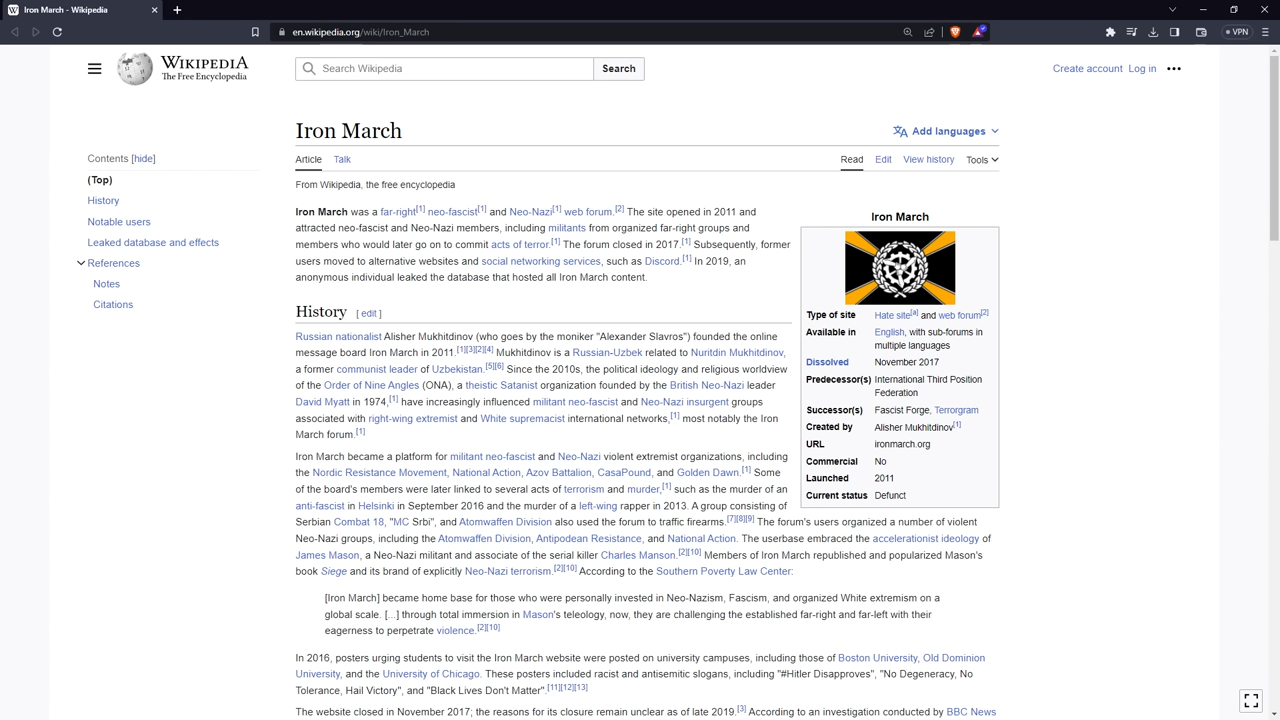 Iron March - Wikipedia
en.wikipedia.org/wiki/Iron_March
VPN
WIKIPEDIA
The Free Encyclopedia
Search Wikipedia
Search
Create account Log in
Iron March
Add languages
Article Talk
Read Edit View history Tools
From Wikipedia, the free encyclopedia
Contents [hide]
(Top)
History
Notable users
Leaked database and effects
References
Notes
Citations
Iron March was a far-right[1] neo-fascist[1] and Neo-Nazi[1] web forum.[2] The site opened in 2011 and
attracted neo-fascist and Neo-Nazi members, including militants from organized far-right groups and
members who would later go on to commit acts of terror.[1] The forum closed in 2017.[1] Subsequently, former
users moved to alternative websites and social networking services, such as Discord.[1] In 2019, an
anonymous individual leaked the database that hosted all Iron March content.
Iron March
Type of site Hate site[a] and web forum[2]
Available in English, with sub-forums in
multiple languages
Dissolved November 2017
Predecessor(s) International Third Position
Federation
Successor(s) Fascist Forge, Terrorgram
Created by Alisher Mukhitdinov[1]
URL ironmarch.org
Commercial No
Launched 2011
Current status Defunct
History [ edit ]
Russian nationalist Alisher Mukhitdinov (who goes by the moniker "Alexander Slavros") founded the online
message board Iron March in 2011.[1][3][2][4] Mukhitdinov is a Russian-Uzbek related to Nuritdin Mukhitdinov,
a former communist leader of Uzbekistan.[5][6] Since the 2010s, the political ideology and religious worldview
of the Order of Nine Angles (ONA), a theistic Satanist organization founded by the British Neo-Nazi leader
David Myatt in 1974,[1] have increasingly influenced militant neo-fascist and Neo-Nazi insurgent groups
associated with right-wing extremist and White supremacist international networks,[1] most notably the Iron
March forum.[1]
Iron March became a platform for militant neo-fascist and Neo-Nazi violent extremist organizations, including
the Nordic Resistance Movement, National Action, Azov Battalion, CasaPound, and Golden Dawn.[1] Some
of the board's members were later linked to several acts of terrorism and murder,[1] such as the murder of an
anti-fascist in Helsinki in September 2016 and the murder of a left-wing rapper in 2013. A group consisting of
Serbian Combat 18, "MC Srbi", and Atomwaffen Division also used the forum to traffic firearms.[7][8][9] The forum's users organized a number of violent
Neo-Nazi groups, including the Atomwaffen Division, Antipodean Resistance, and National Action. The userbase embraced the accelerationist ideology of
James Mason, a Neo-Nazi militant and associate of the serial killer Charles Manson.[2][10] Members of Iron March republished and popularized Mason's
book Siege and its brand of explicitly Neo-Nazi terrorism.[2][10] According to the Southern Poverty Law Center:
[Iron March] became home base for those who were personally invested in Neo-Nazism, Fascism, and organized White extremism on a
global scale. [...] through total immersion in Mason's teleology, now, they are challenging the established far-right and far-left with their
eagerness to perpetrate violence.[2][10]
In 2016, posters urging students to visit the Iron March website were posted on university campuses, including those of Boston University, Old Dominion
University, and the University of Chicago. These posters included racist and antisemitic slogans, including "#Hitler Disapproves", "No Degeneracy, No
Tolerance, Hail Victory", and "Black Lives Don't Matter".[11][12][13]
The website closed in November 2017; the reasons for its closure remain unclear as of late 2019.[3] According to an investigation conducted by BBC News